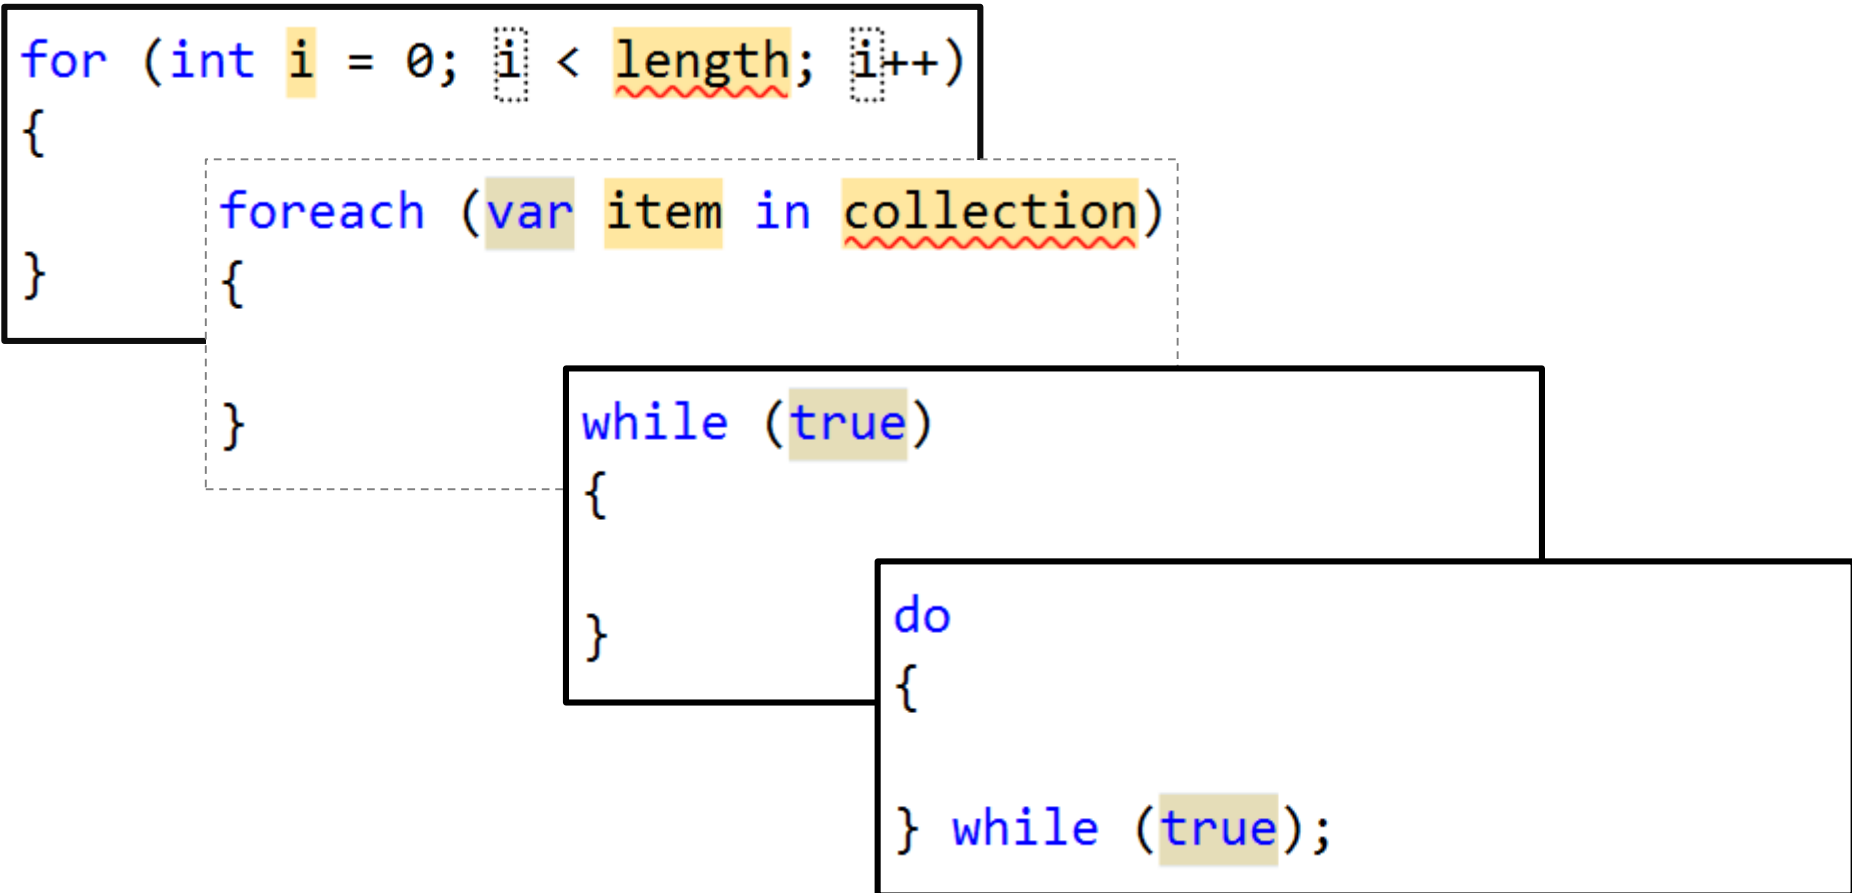 for (int i = 0; i < length; i++)
{
}
foreach (var item in collection)
{
}
while (true)
{
}
do
{
} while (true);